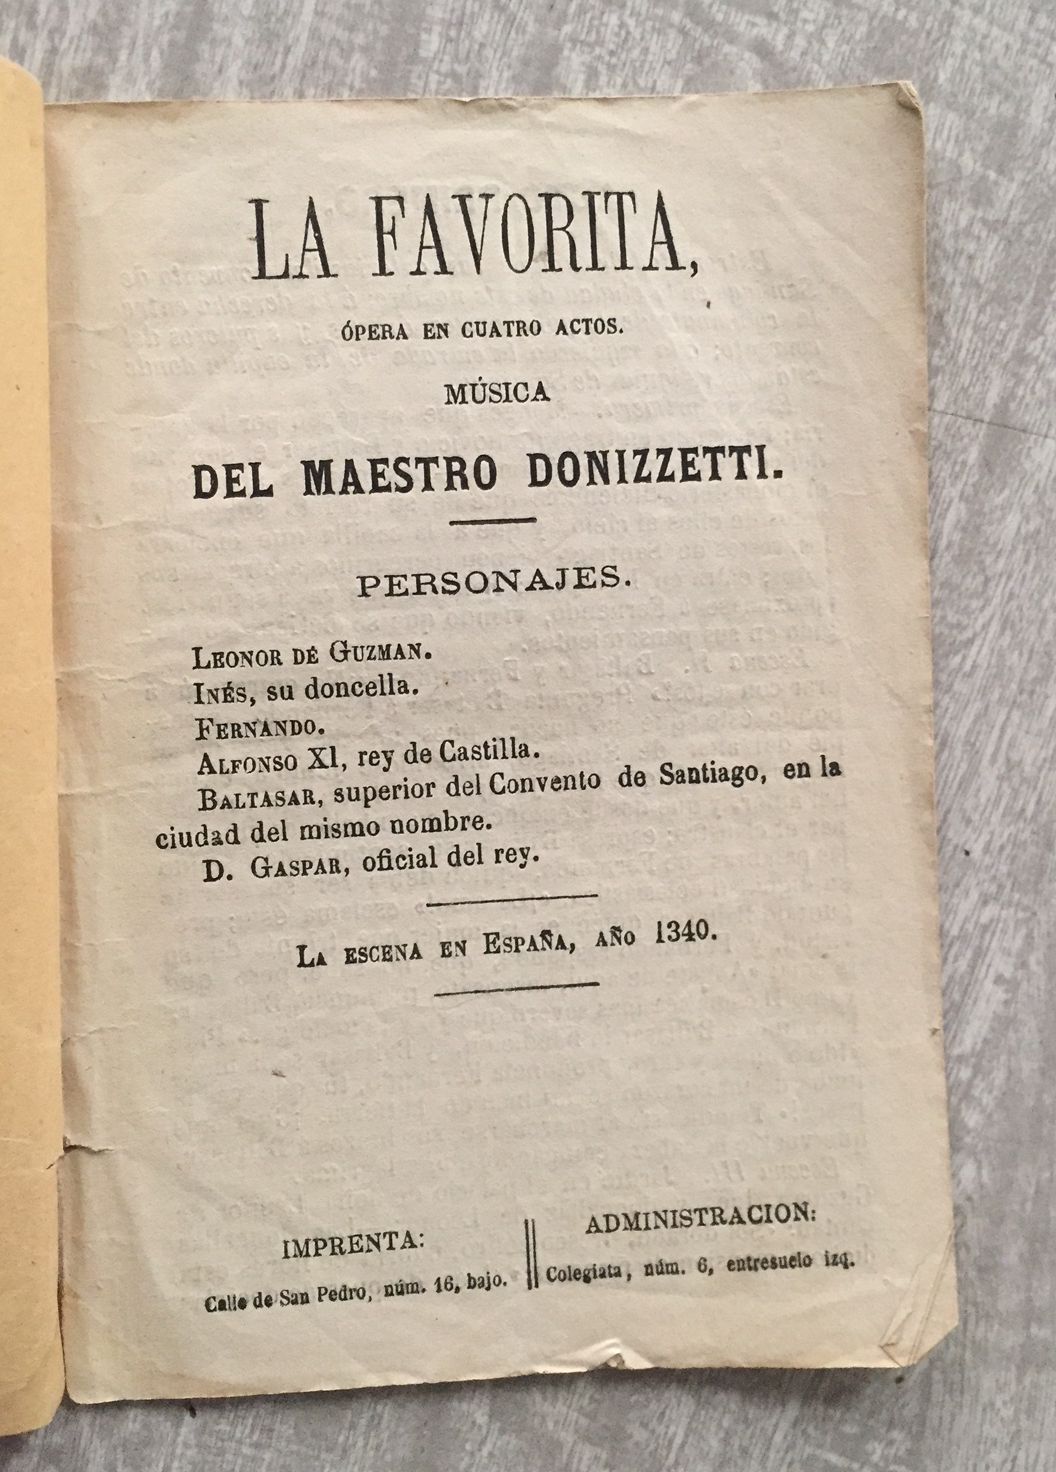 LA FAVORITA,
ÓPERA EN CUATRO ACTOS.
MÚSICA
DEL MAESTRO DONIZZETTI.
PERSONAJES.
LEONOR DE GUZMAN.
INÉS, su doncella.
FERNANDO.
ALFONSO XI, rey de Castilla.
BALTASAR, superior del Convento de Santiago, en la
ciudad del mismo nombre.
D. GASPAR, oficial del rey.
LA ESCENA EN ESPAÑA, AÑO 1340.
IMPRENTA:
Calle de San Pedro, núm. 16, bajo.
ADMINISTRACION:
Colegiata, núm. 6, entresuelo izq.